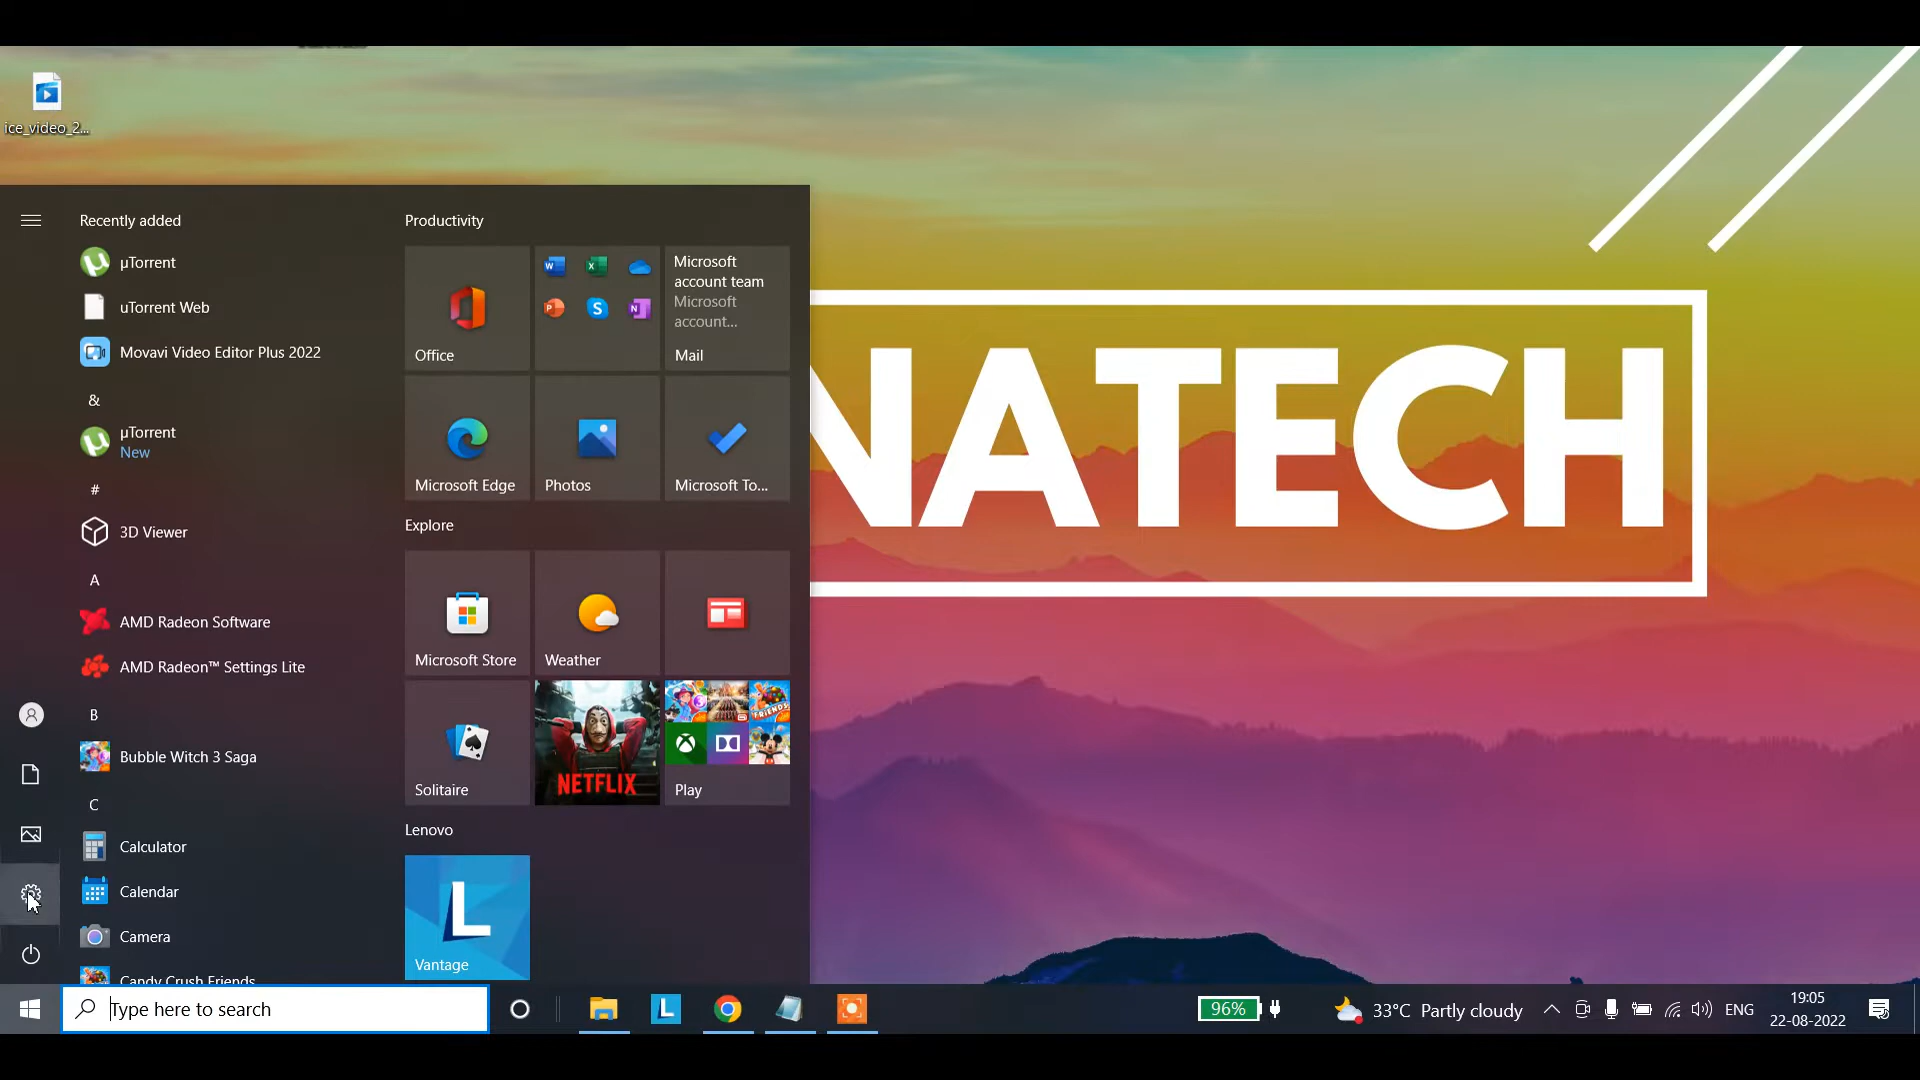 ice_video_2...
Recently added
µTorrent
uTorrent Web
Movavi Video Editor Plus 2022
&
µTorrent
New
#
3D Viewer
A
AMD Radeon Software
AMD Radeon™ Settings Lite
B
Bubble Witch 3 Saga
C
Calculator
Calendar
Camera
Candy Crush Friends
Productivity
Office
Microsoft
account team
Microsoft
account...
Mail
Microsoft Edge
Photos
Microsoft To...
Explore
Microsoft Store
Weather
Solitaire
NETFLIX
FRIENDS
Play
Lenovo
L
Vantage
NATECH
Type here to search
L
96%
33°C Partly cloudy
ENG
19:05
22-08-2022